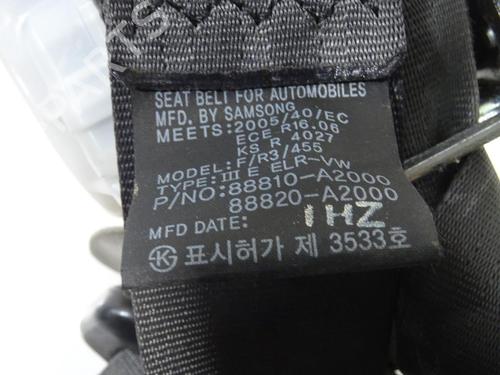 SEAT BELT FOR AUTOMOBILES
MFD. BY SAMSONG
MEETS: 2005/40/EC
ECE R16.06
KS R 4027
MODEL: F/R3/455
TYPE: III E ELR-VW
P/NO: 88810-A2000
88820-A2000
MFD DATE: 1HZ
표시허가 제 3533호